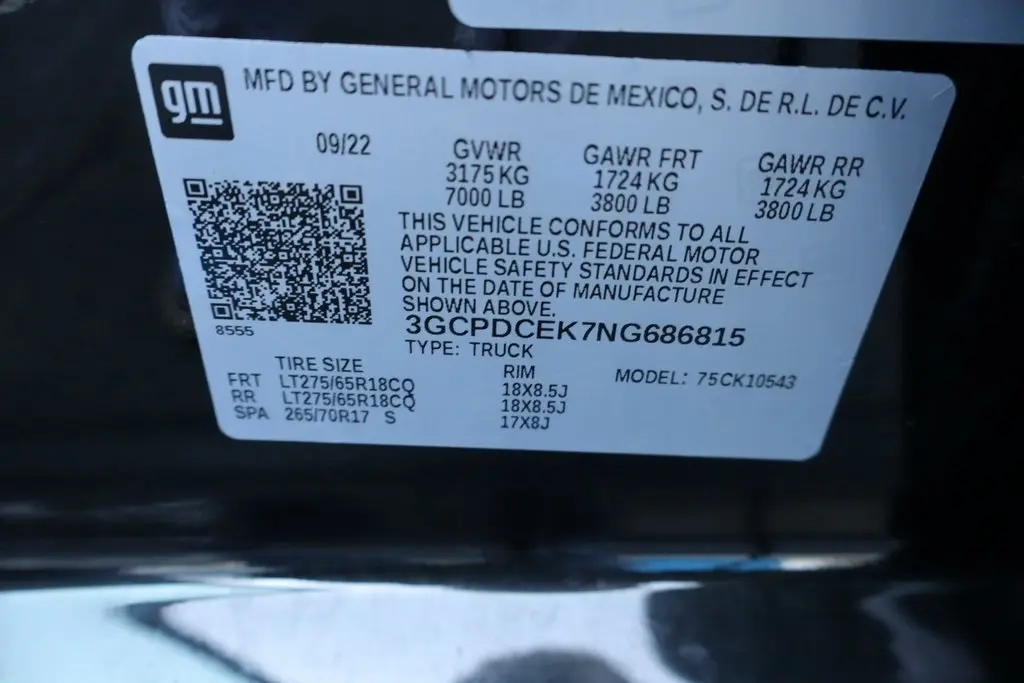 gm
MFD BY GENERAL MOTORS DE MEXICO, S. DE R.L. DE C.V.
09/22 GVWR GAWR FRT GAWR RR
3175 KG 1724 KG 1724 KG
7000 LB 3800 LB 3800 LB
THIS VEHICLE CONFORMS TO ALL
APPLICABLE U.S. FEDERAL MOTOR
VEHICLE SAFETY STANDARDS IN EFFECT
ON THE DATE OF MANUFACTURE
SHOWN ABOVE.
8555
3GCPDCEK7NG686815
TYPE: TRUCK
TIRE SIZE RIM MODEL: 75CK10543
FRT LT275/65R18CQ 18X8.5J
RR LT275/65R18CQ 18X8.5J
SPA 265/70R17 S 17X8J